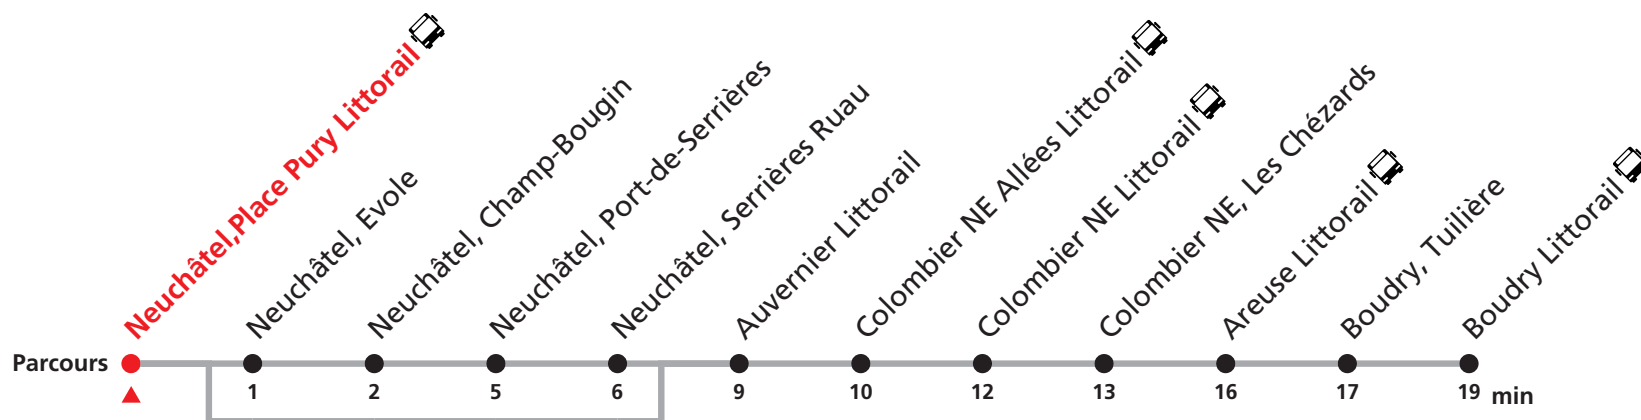 Neuchâtel,Place Pury Littorail
Neuchâtel, Evole
Neuchâtel, Champ-Bougin
Neuchâtel, Port-de-Serrières
Neuchâtel, Serrières Ruau
Auvernier Littorail
Colombier NE Allées Littorail
Colombier NE Littorail
Colombier NE, Les Chézards
Areuse Littorail
Boudry, Tuilière
Boudry Littorail
Parcours
1 2 5 6 9 10 12 13 16 17 19 min